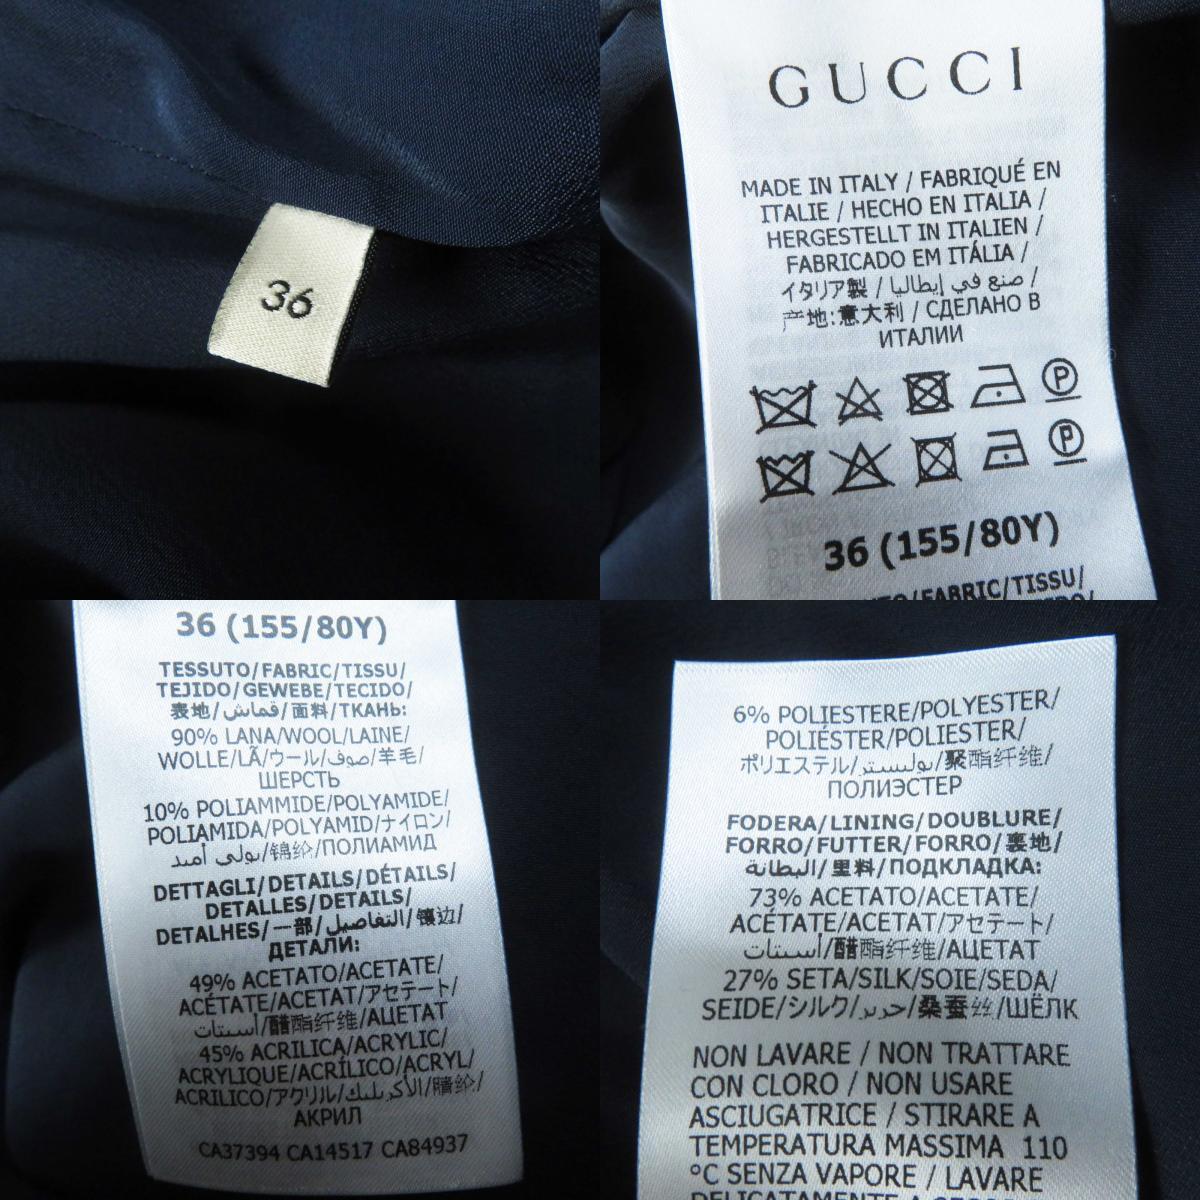 36
GUCCI
MADE IN ITALY / FABRIQUÉ EN
ITALIE / HECHO EN ITALIA /
HERGESTELLT IN ITALIEN /
FABRICADO EM ITÁLIA /
イタリア製 / صنع في إيطاليا /
产地:意大利 / СДЕЛАНО В
ИТАЛИИ
P
P
36 (155/80Y)
/FABRIC/TISSU/
36 (155/80Y)
TESSUTO/FABRIC/TISSU/
TEJIDO/GEWEBE/TECIDO/
表地/قماش/面料/ТКАНЬ:
90% LANA/WOOL/LAINE/
WOLLE/LÃ/ウール/صوف/羊毛/
ШЕРСТЬ
10% POLIAMMIDE/POLYAMIDE/
POLIAMIDA/POLYAMID/ナイロン/
بولي أميد/锦纶/ПОЛИАМИД
DETTAGLI/DETAILS/DÉTAILS/
DETALLES/DETAILS/
DETALHES/一部/التفاصيل/镶边/
ДЕТАЛИ:
49% ACETATO/ACETATE/
ACÉTATE/ACETAT/アセテート/
أسيتات/醋酯纤维/АЦЕТАТ
45% ACRILICA/ACRYLIC/
ACRYLIQUE/ACRÍLICO/ACRYL/
ACRILICO/アクリル/الأكريليك/腈纶/
АКРИЛ
CA37394 CA14517 CA84937
6% POLIESTERE/POLYESTER/
POLIÉSTER/POLIESTER/
ポリエステル/بوليستر/聚酯纤维/
ПОЛИЭСТЕР
FODERA/LINING/DOUBLURE/
FORRO/FUTTER/FORRO/裏地/
البطانة/里料/ПОДКЛАДКА:
73% ACETATO/ACETATE/
ACÉTATE/ACETAT/アセテート/
أسيتات/醋酯纤维/АЦЕТАТ
27% SETA/SILK/SOIE/SEDA/
SEIDE/シルク/حرير/桑蚕丝/ШЁЛК
NON LAVARE / NON TRATTARE
CON CLORO / NON USARE
ASCIUGATRICE / STIRARE A
TEMPERATURA MASSIMA 110
°C SENZA VAPORE / LAVARE